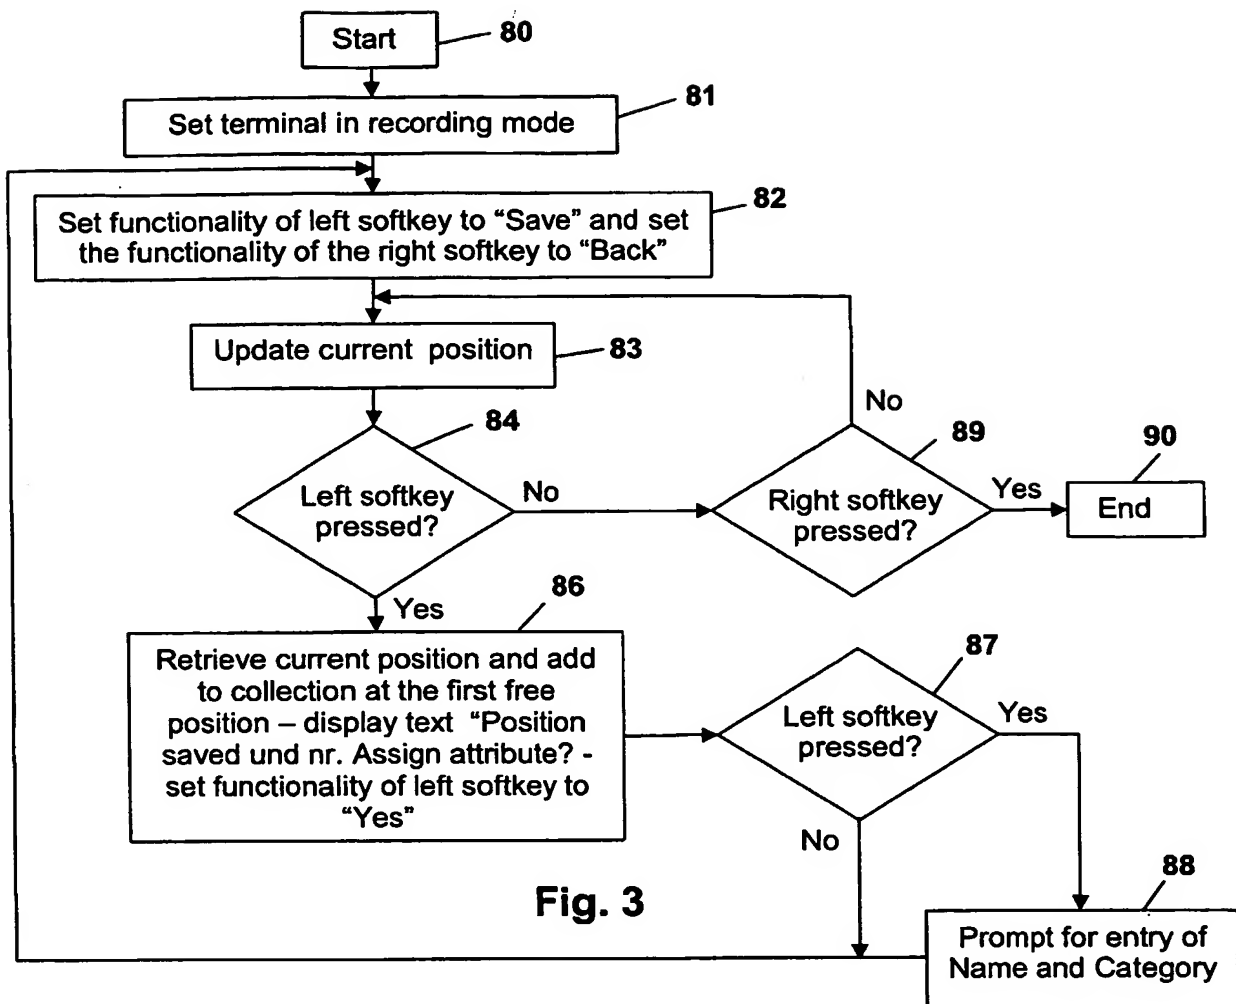 Start
80
Set terminal in recording mode
81
Set functionality of left softkey to “Save” and set
the functionality of the right softkey to “Back”
82
Update current position
83
Left softkey
pressed?
84
No
Yes
Right softkey
pressed?
89
No
Yes
End
90
Retrieve current position and add
to collection at the first free
position – display text “Position
saved und nr. Assign attribute? -
set functionality of left softkey to
“Yes”
86
Left softkey
pressed?
87
Yes
No
Prompt for entry of
Name and Category
88
Fig. 3